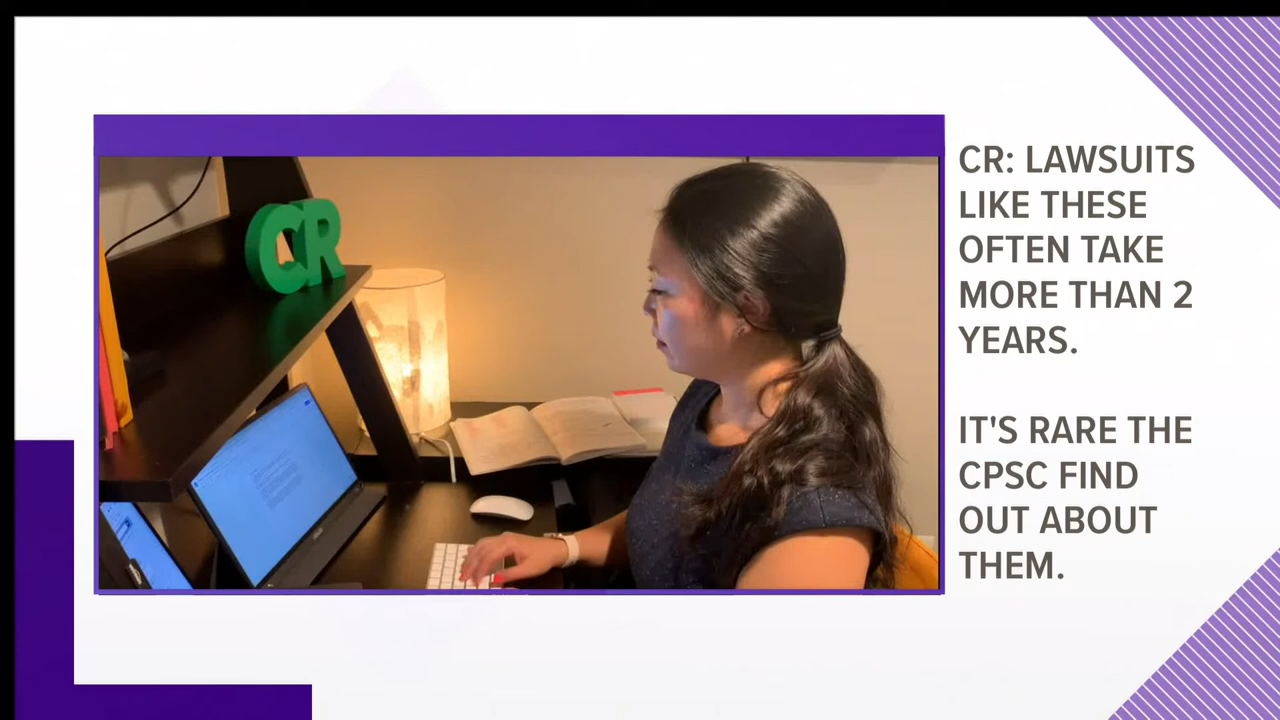 CR
CR: LAWSUITS
LIKE THESE
OFTEN TAKE
MORE THAN 2
YEARS.
IT'S RARE THE
CPSC FIND
OUT ABOUT
THEM.